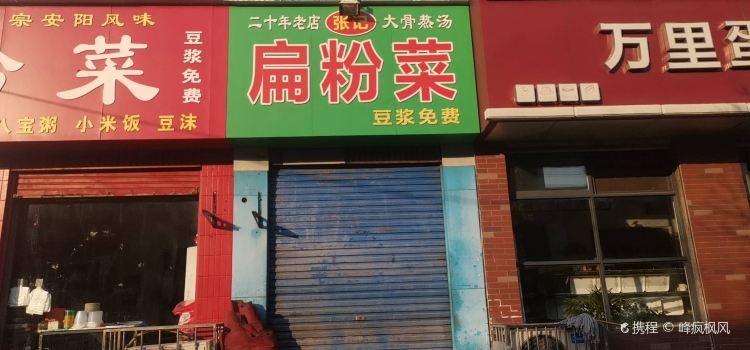 宗安阳风味
菜
豆浆免费
八宝粥 小米饭 豆沫
二十年老店 张记 大骨熬汤
扁粉菜
豆浆免费
万里
携程 © 峰疯枫风